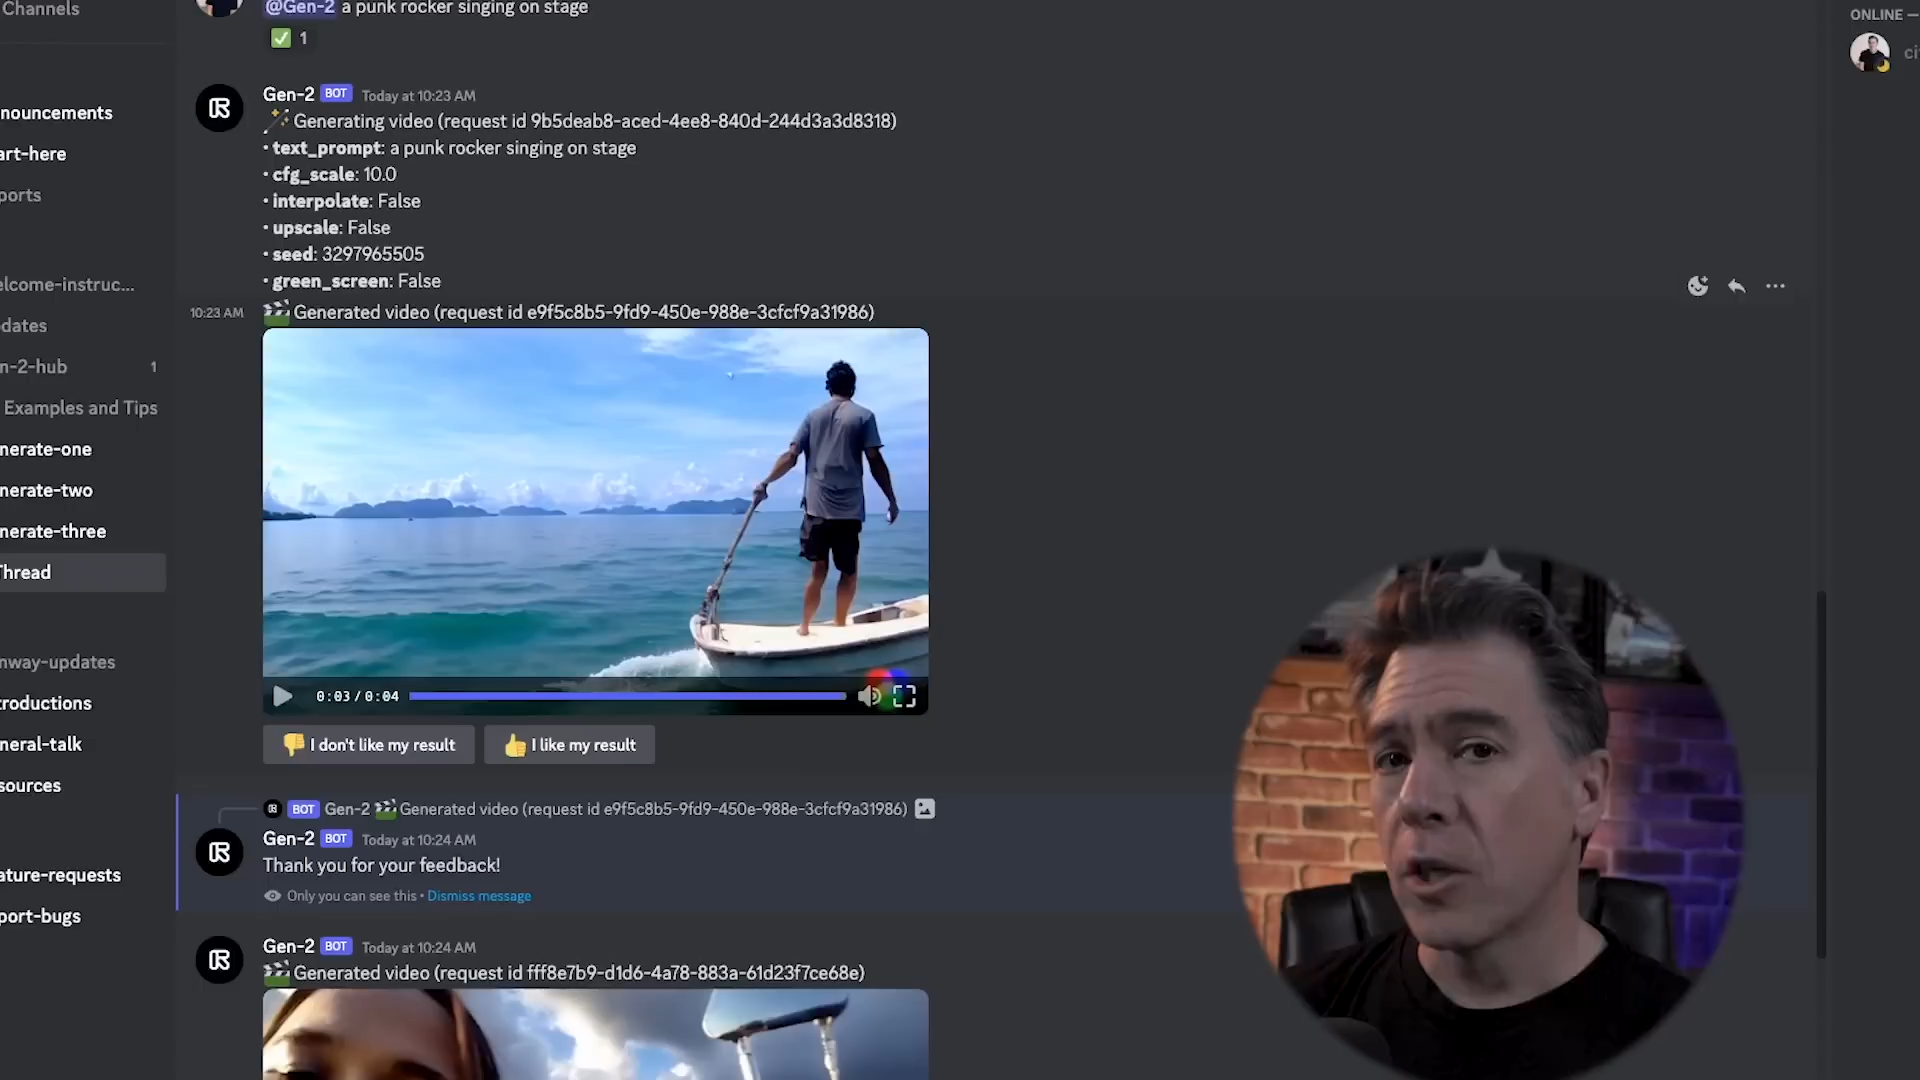 Channels
nouncements
art-here
ports
elcome-instruc...
dates
n-2-hub 1
Examples and Tips
nerate-one
nerate-two
nerate-three
Thread
nway-updates
troductions
neral-talk
sources
ature-requests
port-bugs
@Gen-2 a punk rocker singing on stage
1
Gen-2 BOT Today at 10:23 AM
Generating video (request id 9b5deab8-aced-4ee8-840d-244d3a3d8318)
• text_prompt: a punk rocker singing on stage
• cfg_scale: 10.0
• interpolate: False
• upscale: False
• seed: 3297965505
• green_screen: False
10:23 AM Generated video (request id e9f5c8b5-9fd9-450e-988e-3cfcf9a31986)
0:03 / 0:04
I don't like my result I like my result
BOT Gen-2 Generated video (request id e9f5c8b5-9fd9-450e-988e-3cfcf9a31986)
Gen-2 BOT Today at 10:24 AM
Thank you for your feedback!
Only you can see this • Dismiss message
Gen-2 BOT Today at 10:24 AM
Generated video (request id fff8e7b9-d1d6-4a78-883a-61d23f7ce68e)
ONLINE —
ci